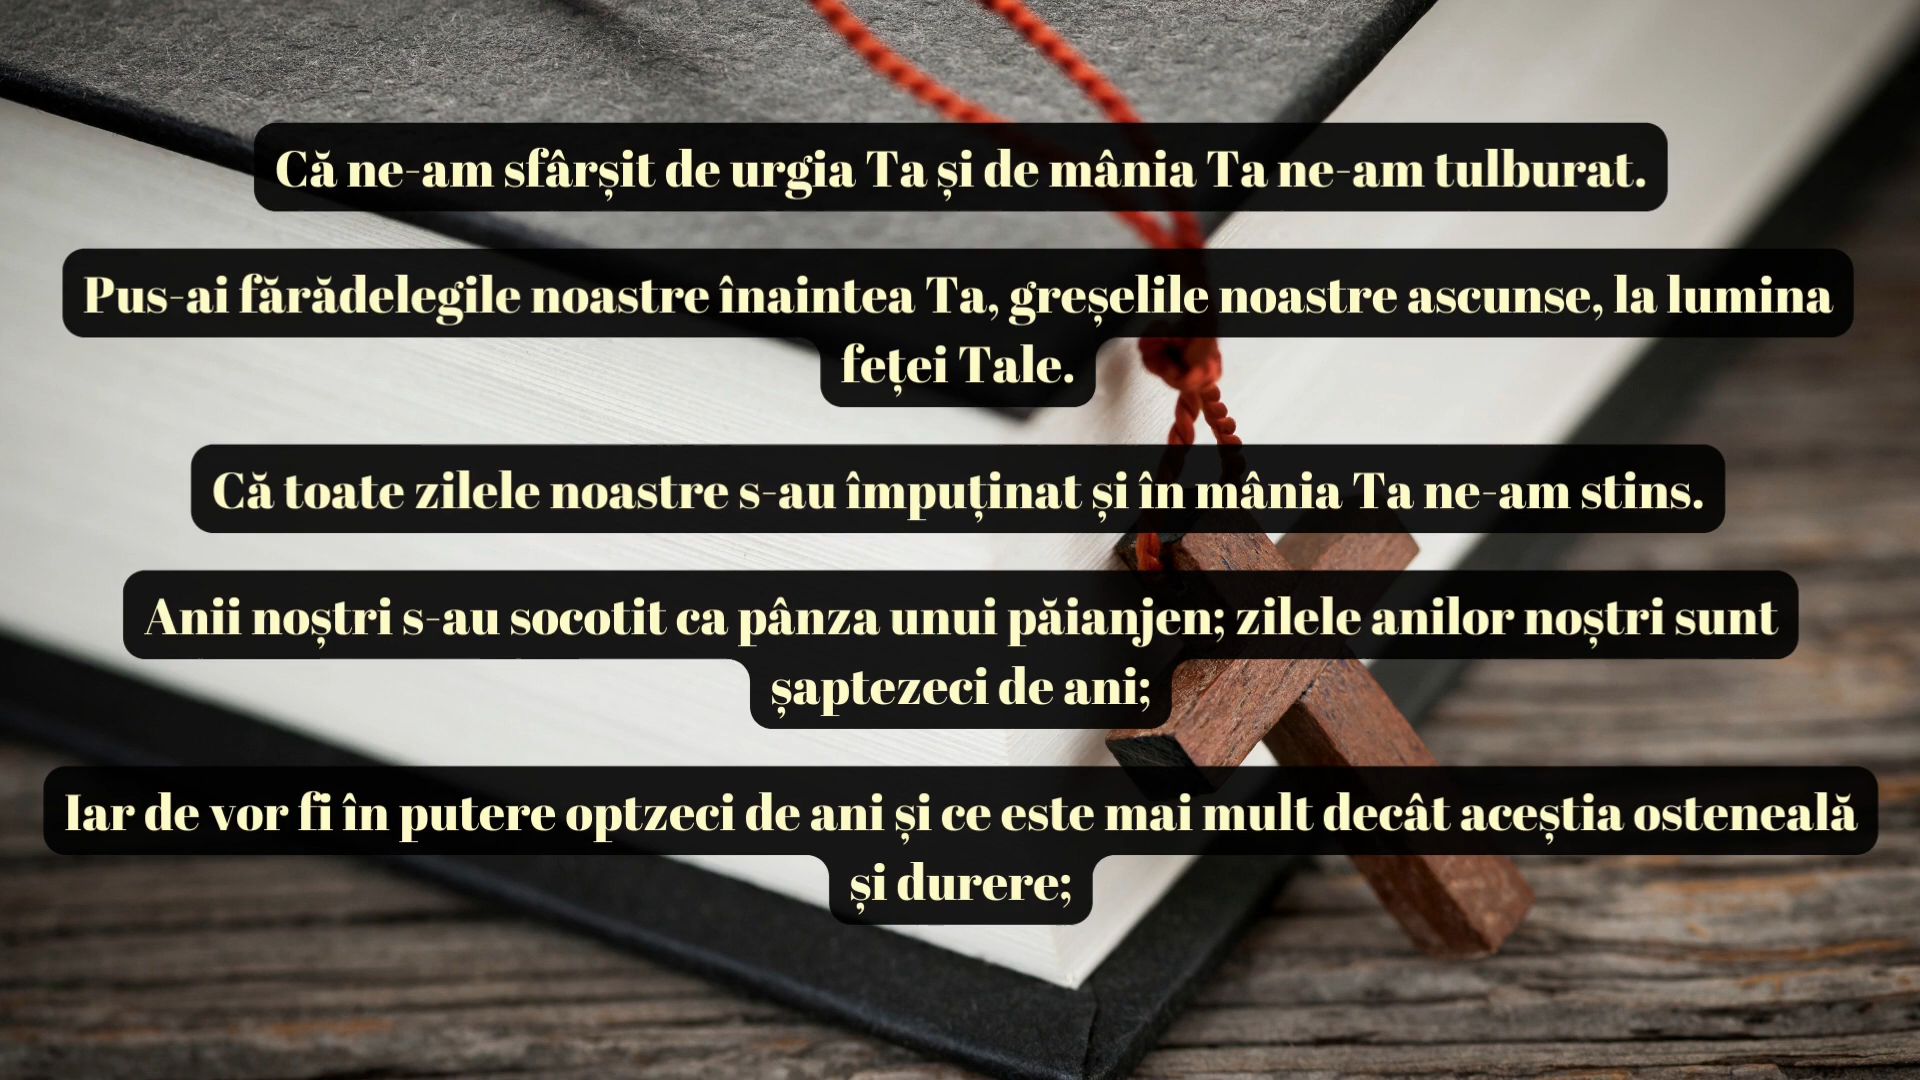 Că ne-am sfârșit de urgia Ta și de mânia Ta ne-am tulburat.
Pus-ai fărădelegile noastre înaintea Ta, greșelile noastre ascunse, la lumina
feței Tale.
Că toate zilele noastre s-au împuținat și în mânia Ta ne-am stins.
Anii noștri s-au socotit ca pânza unui păianjen; zilele anilor noștri sunt
șaptezeci de ani;
Iar de vor fi în putere optzeci de ani și ce este mai mult decât aceștia osteneală
și durere;